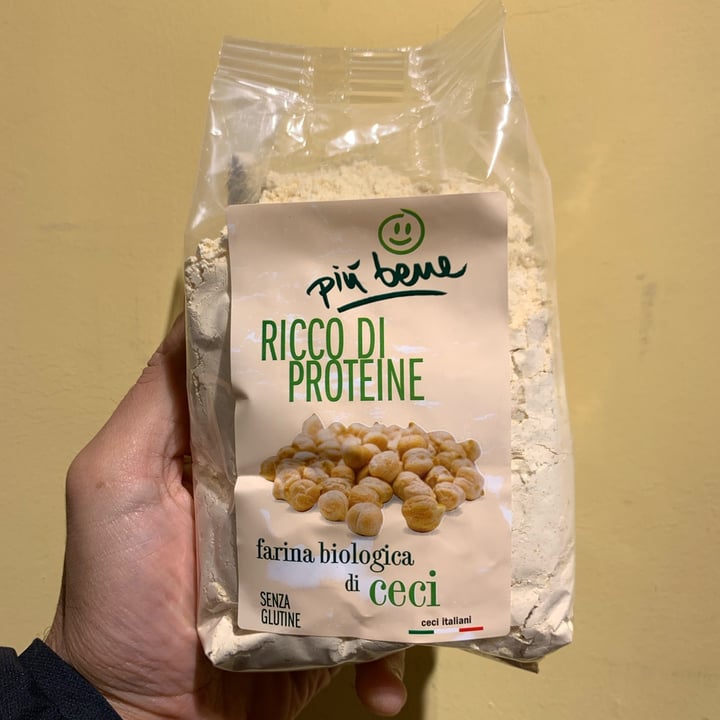 più bene
RICCO DI
PROTEINE
farina biologica
di ceci
SENZA
GLUTINE
ceci italiani